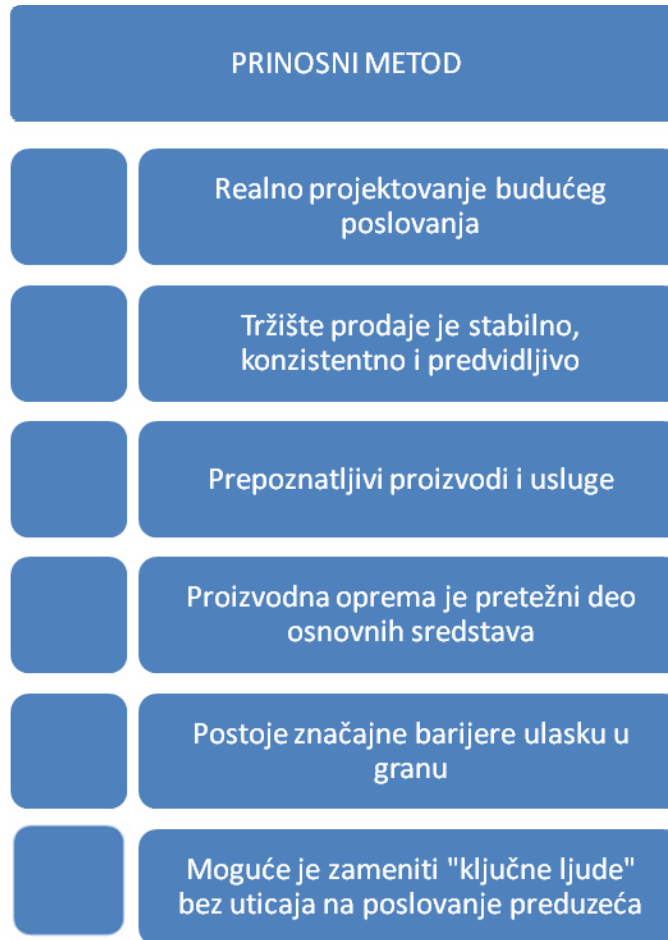 PRINOSNI METOD
Realno projektovanje budućeg
poslovanja
Tržište prodaje je stabilno,
konzistentno i predvidljivo
Prepoznatljivi proizvodi i usluge
Proizvodna oprema je pretežni deo
osnovnih sredstava
Postoje značajne barijere ulasku u
granu
Moguće je zameniti "ključne ljude"
bez uticaja na poslovanje preduzeća